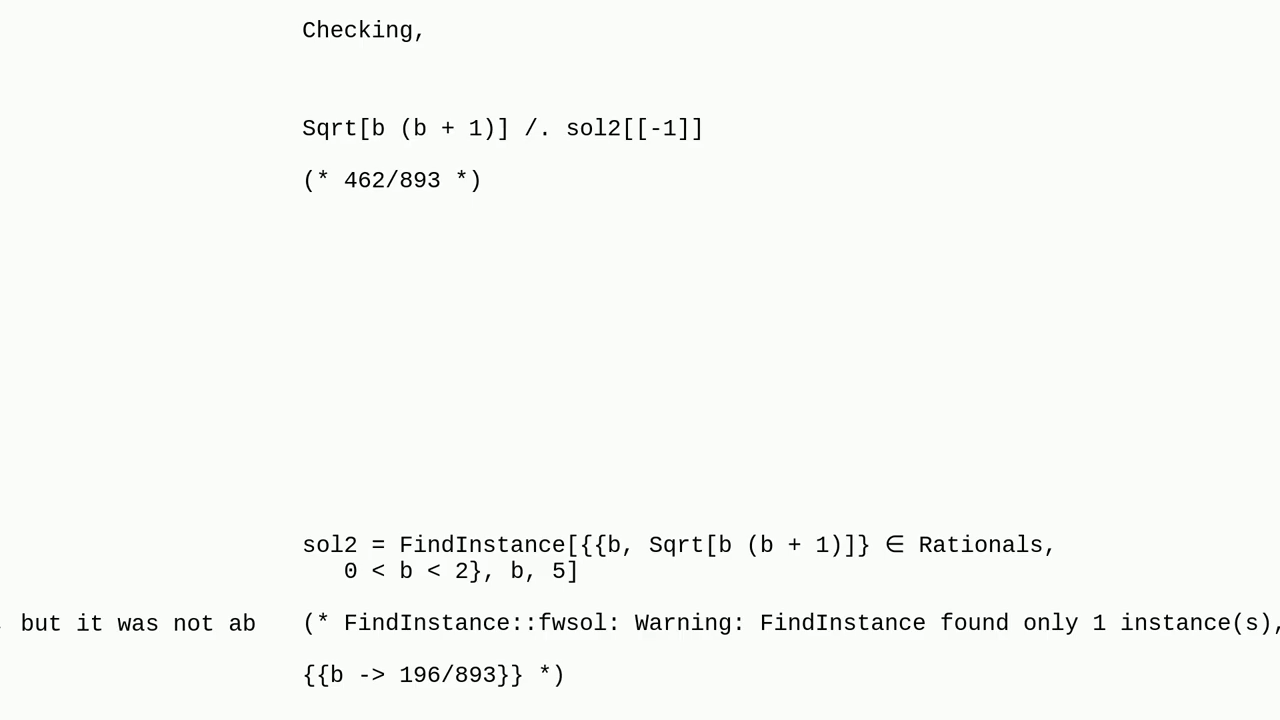 Checking,
Sqrt[b (b + 1)] /. sol2[[-1]]
(* 462/893 *)
sol2 = FindInstance[{{b, Sqrt[b (b + 1)]} ∈ Rationals,
0 < b < 2}, b, 5]
but it was not ab
(* FindInstance::fwsol: Warning: FindInstance found only 1 instance(s),
{{b -> 196/893}} *)